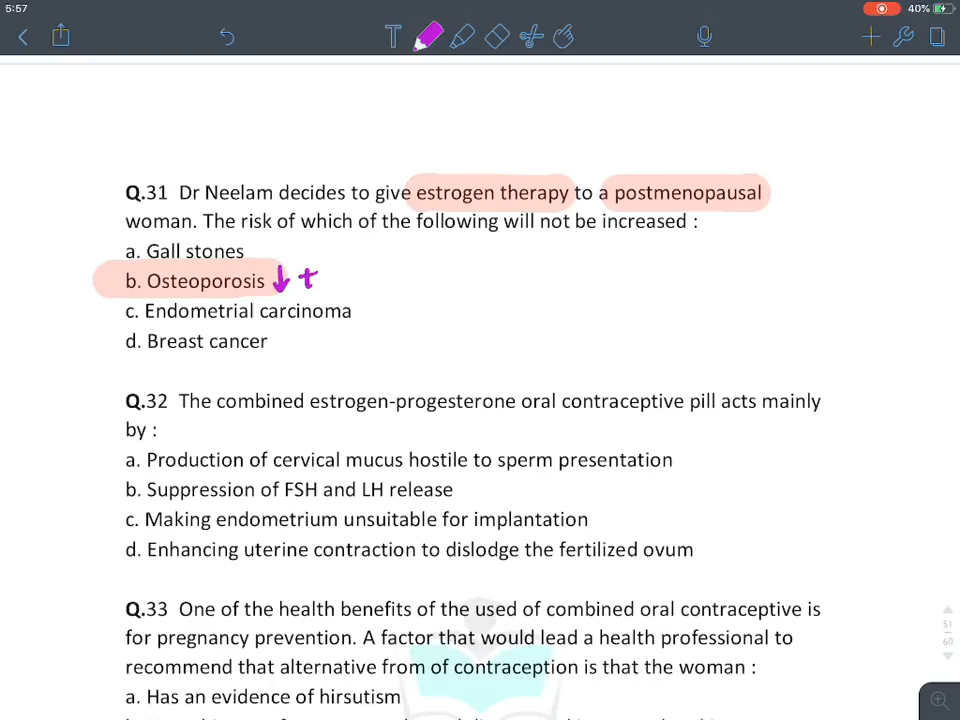 5:57
40%
T
Q.31 Dr Neelam decides to give estrogen therapy to a postmenopausal
woman. The risk of which of the following will not be increased :
a. Gall stones
b. Osteoporosis ↓ t
c. Endometrial carcinoma
d. Breast cancer
Q.32 The combined estrogen-progesterone oral contraceptive pill acts mainly
by :
a. Production of cervical mucus hostile to sperm presentation
b. Suppression of FSH and LH release
c. Making endometrium unsuitable for implantation
d. Enhancing uterine contraction to dislodge the fertilized ovum
Q.33 One of the health benefits of the used of combined oral contraceptive is
for pregnancy prevention. A factor that would lead a health professional to
recommend that alternative from of contraception is that the woman :
a. Has an evidence of hirsutism
51
60